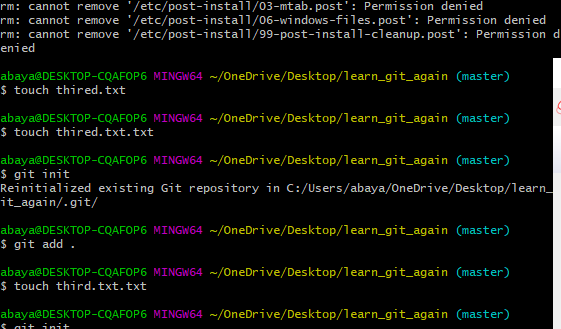 rm: cannot remove '/etc/post-install/03-mtab.post': Permission denied
rm: cannot remove '/etc/post-install/06-windows-files.post': Permission denied
rm: cannot remove '/etc/post-install/99-post-install-cleanup.post': Permission d
enied
abaya@DESKTOP-CQAFOP6 MINGW64 ~/OneDrive/Desktop/learn_git_again (master)
$ touch thired.txt
abaya@DESKTOP-CQAFOP6 MINGW64 ~/OneDrive/Desktop/learn_git_again (master)
$ touch thired.txt.txt
abaya@DESKTOP-CQAFOP6 MINGW64 ~/OneDrive/Desktop/learn_git_again (master)
$ git init
Reinitialized existing Git repository in C:/Users/abaya/OneDrive/Desktop/learn_
it_again/.git/
abaya@DESKTOP-CQAFOP6 MINGW64 ~/OneDrive/Desktop/learn_git_again (master)
$ git add .
abaya@DESKTOP-CQAFOP6 MINGW64 ~/OneDrive/Desktop/learn_git_again (master)
$ touch third.txt.txt
abaya@DESKTOP-CQAFOP6 MINGW64 ~/OneDrive/Desktop/learn_git_again (master)
$ git init